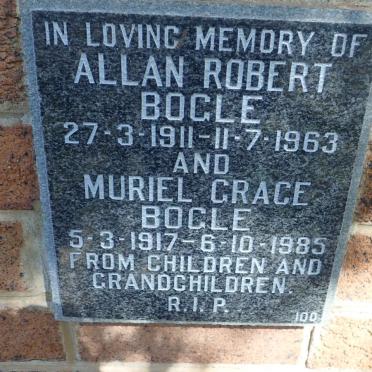 IN LOVING MEMORY OF
ALLAN ROBERT
BOGLE
27-3-1911-11-7-1963
AND
MURIEL GRACE
BOGLE
5-3-1917-6-10-1985
FROM CHILDREN AND
GRANDCHILDREN.
R.I.P.
100